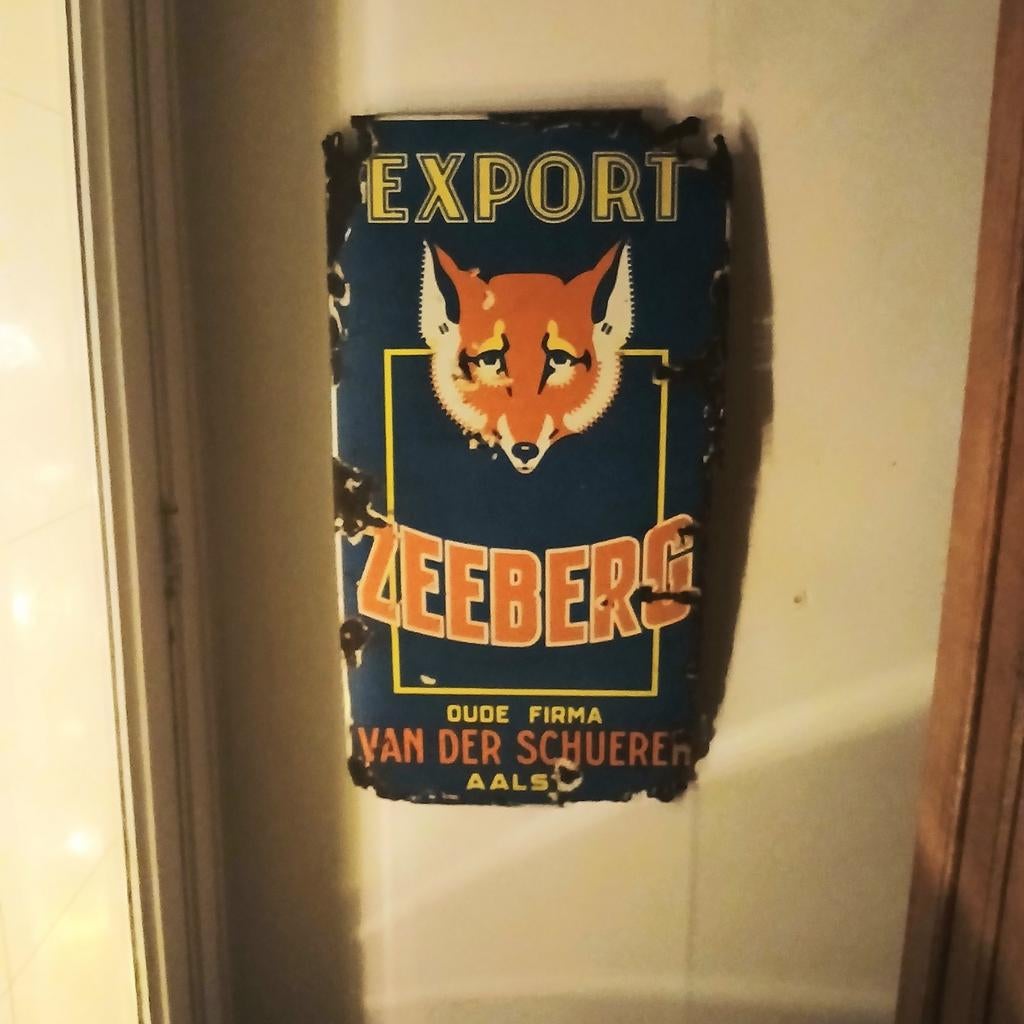 EXPORT
ZEEBERG
OUDE FIRMA
VAN DER SCHUEREN
AALST